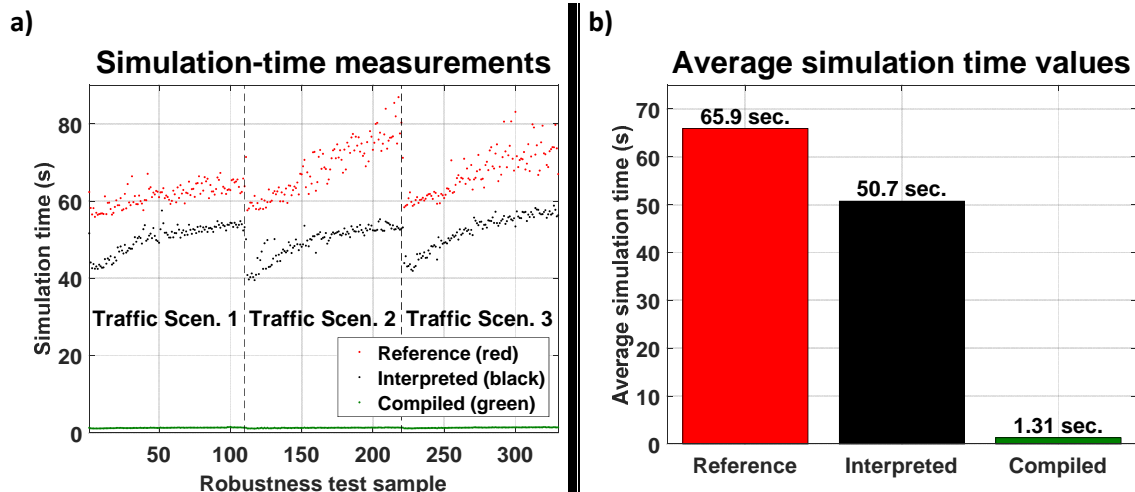 a)
Simulation-time measurements
Simulation time (s)
80
60
40
20
0
Traffic Scen. 1 Traffic Scen. 2 Traffic Scen. 3
Reference (red)
Interpreted (black)
Compiled (green)
50 100 150 200 250 300
Robustness test sample
b)
Average simulation time values
Average simulation time (s)
70
60
50
40
30
20
10
0
65.9 sec.
50.7 sec.
1.31 sec.
Reference Interpreted Compiled